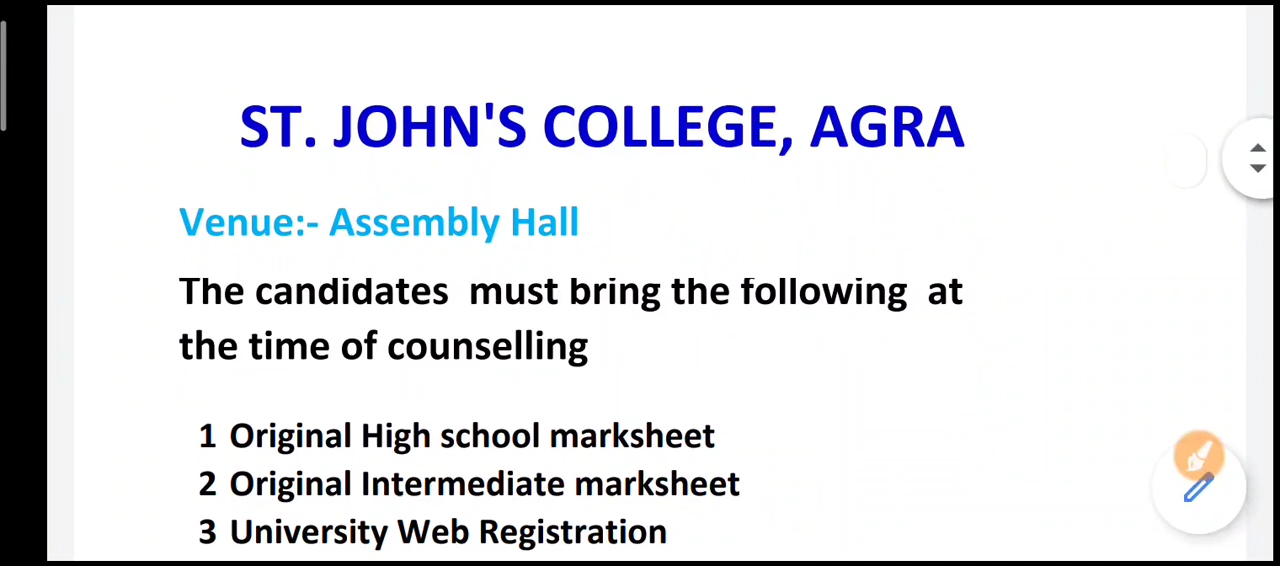 ST. JOHN'S COLLEGE, AGRA
Venue:- Assembly Hall
The candidates must bring the following at
the time of counselling
1 Original High school marksheet
2 Original Intermediate marksheet
3 University Web Registration